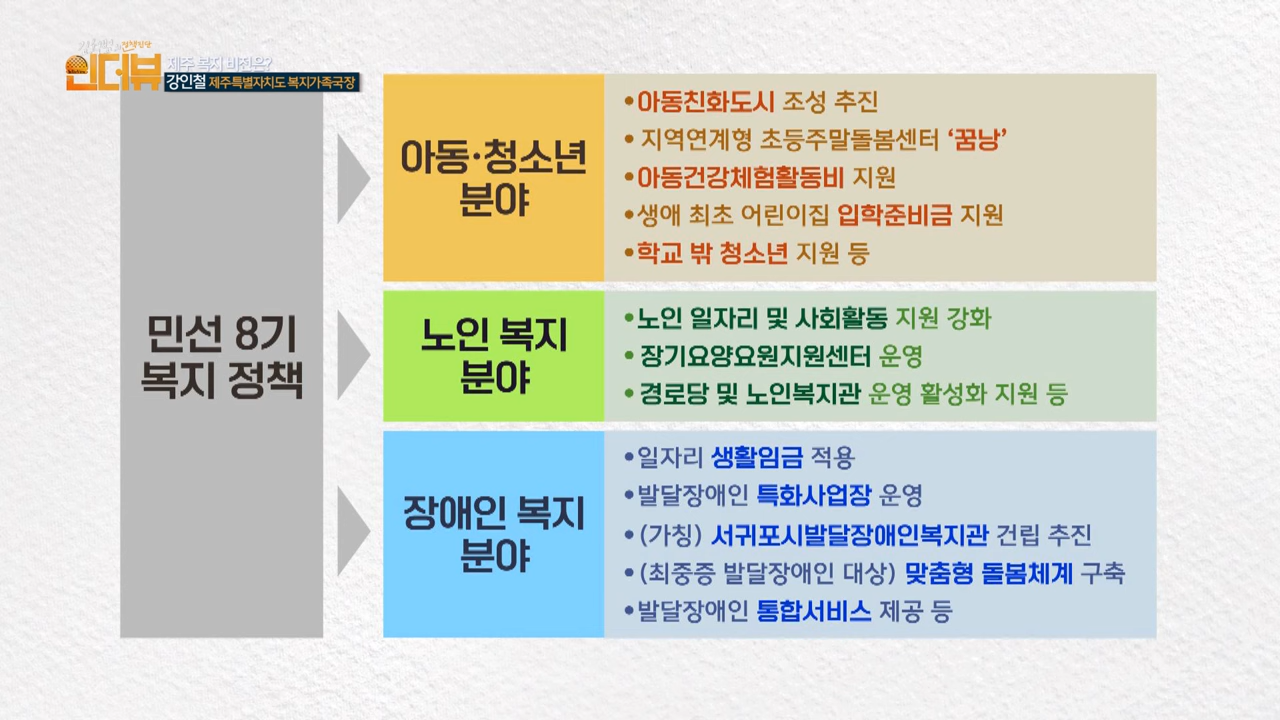 인더뷰
제주 복지 비전은?
강인철 제주특별자치도 복지가족국장
민선 8기
복지 정책
아동·청소년
분야
•아동친화도시 조성 추진
•지역연계형 초등주말돌봄센터 ‘꿈낭’
•아동건강체험활동비 지원
•생애 최초 어린이집 입학준비금 지원
•학교 밖 청소년 지원 등
노인 복지
분야
•노인 일자리 및 사회활동 지원 강화
•장기요양요원지원센터 운영
•경로당 및 노인복지관 운영 활성화 지원 등
장애인 복지
분야
•일자리 생활임금 적용
•발달장애인 특화사업장 운영
•(가칭) 서귀포시발달장애인복지관 건립 추진
•(최중증 발달장애인 대상) 맞춤형 돌봄체계 구축
•발달장애인 통합서비스 제공 등